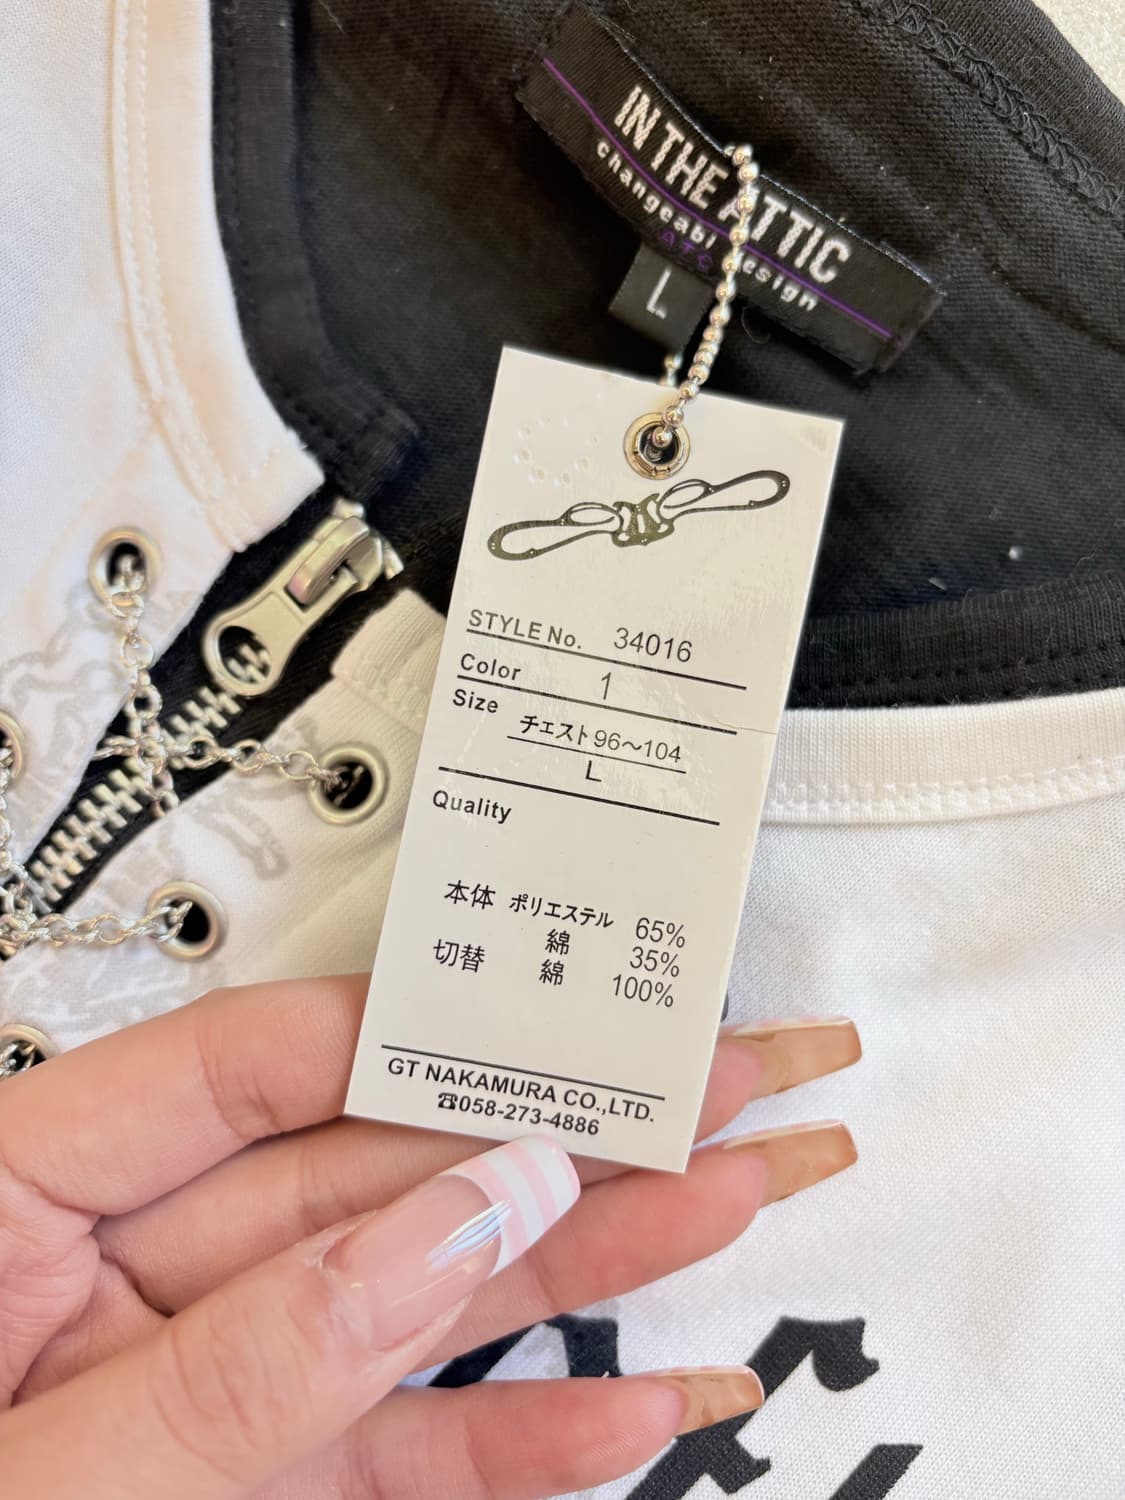 IN THE ATTIC
changeabl design
ATC
L
STYLE No. 34016
Color 1
Size チェスト96～104
L
Quality
本体 ポリエステル 65%
綿 35%
切替 綿 100%
GT NAKAMURA CO.,LTD.
☎058-273-4886